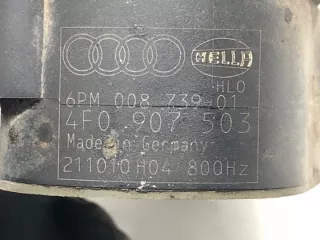 HELLA
HLO
6PM 008 739-01
4F0 907 503
Made in Germany
211010 H04 800Hz